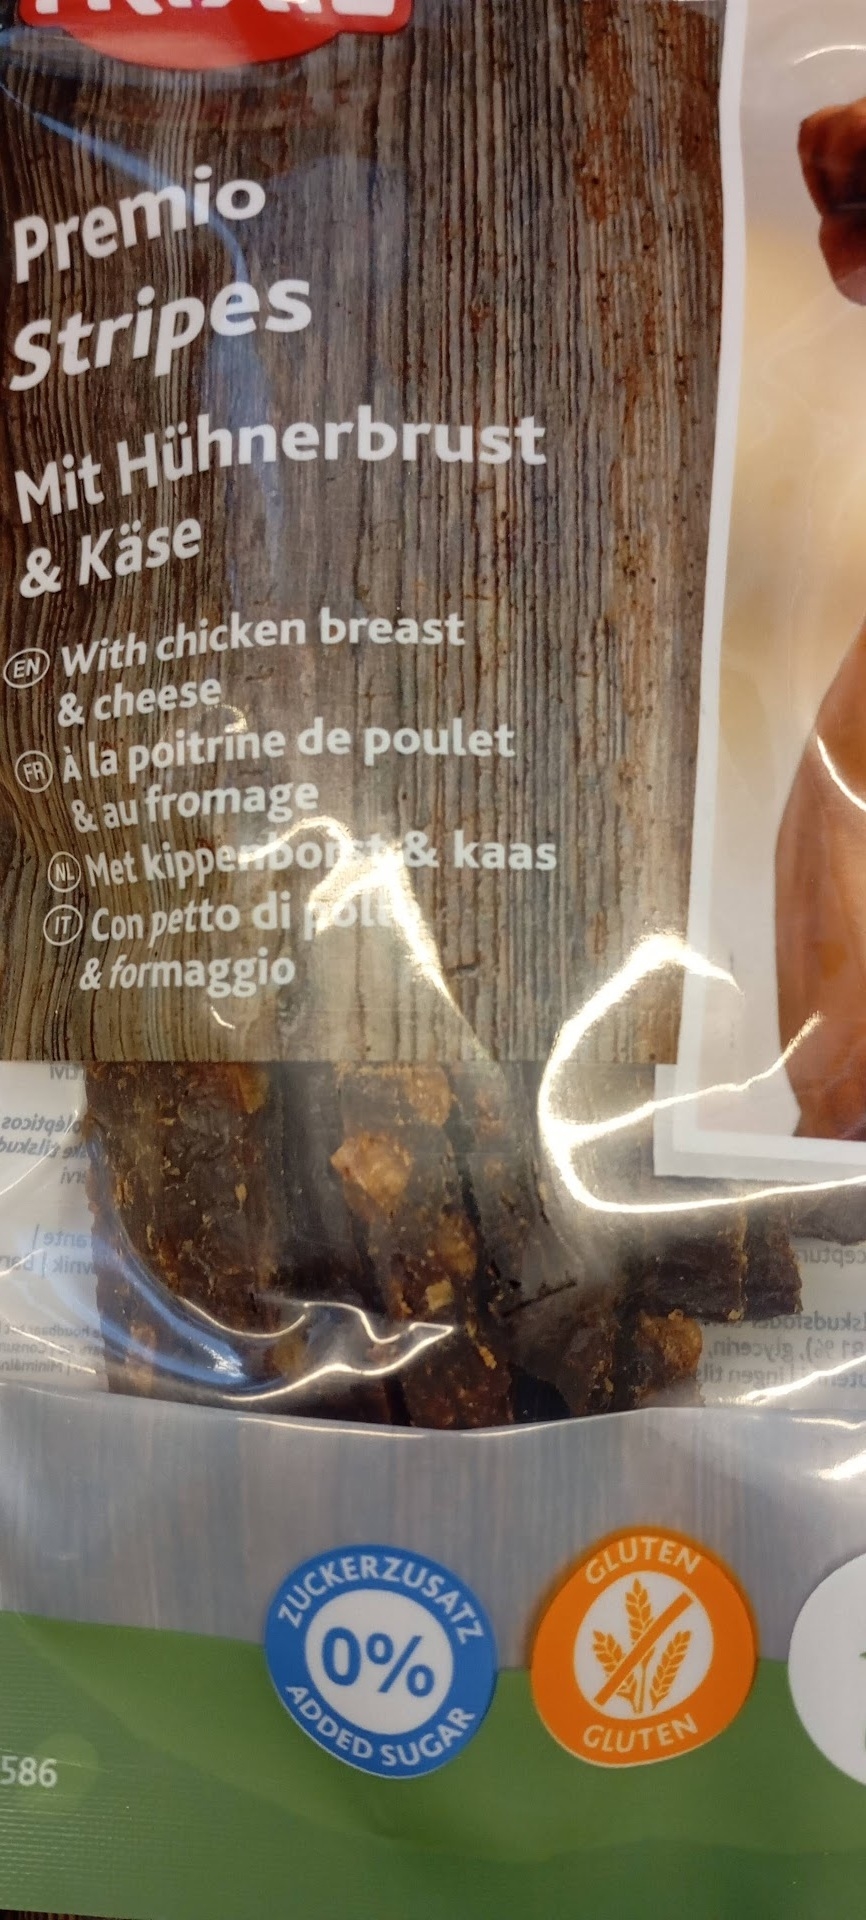 Premio
Stripes
Mit Hühnerbrust
& Käse
EN With chicken breast
& cheese
FR À la poitrine de poulet
& au fromage
NL Met kippenborst & kaas
IT Con petto di
& formaggio
ZUCKERZUSATZ
0%
ADDED SUGAR
GLUTEN
GLUTEN
586